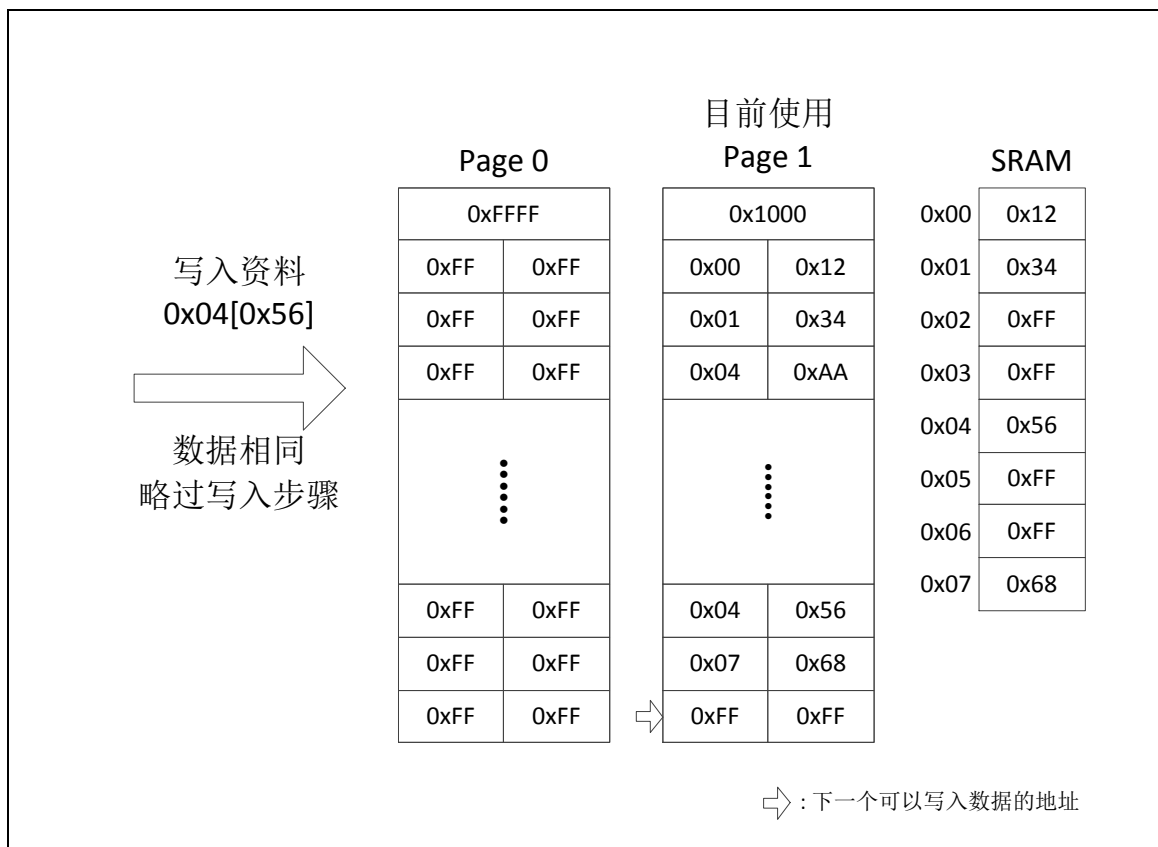 目前使用
Page 0
Page 1
SRAM
0xFFFF
0x1000
0x00 0x12
写入资料
0x04[0x56]
数据相同
略过写入步骤
0xFF 0xFF
0x00 0x12
0x01 0x34
0xFF 0xFF
0x01 0x34
0x02 0xFF
0xFF 0xFF
0x04 0xAA
0x03 0xFF
0x04 0x56
0x05 0xFF
0x06 0xFF
0x07 0x68
0xFF 0xFF
0x04 0x56
0xFF 0xFF
0x07 0x68
0xFF 0xFF
0xFF 0xFF
:下一个可以写入数据的地址